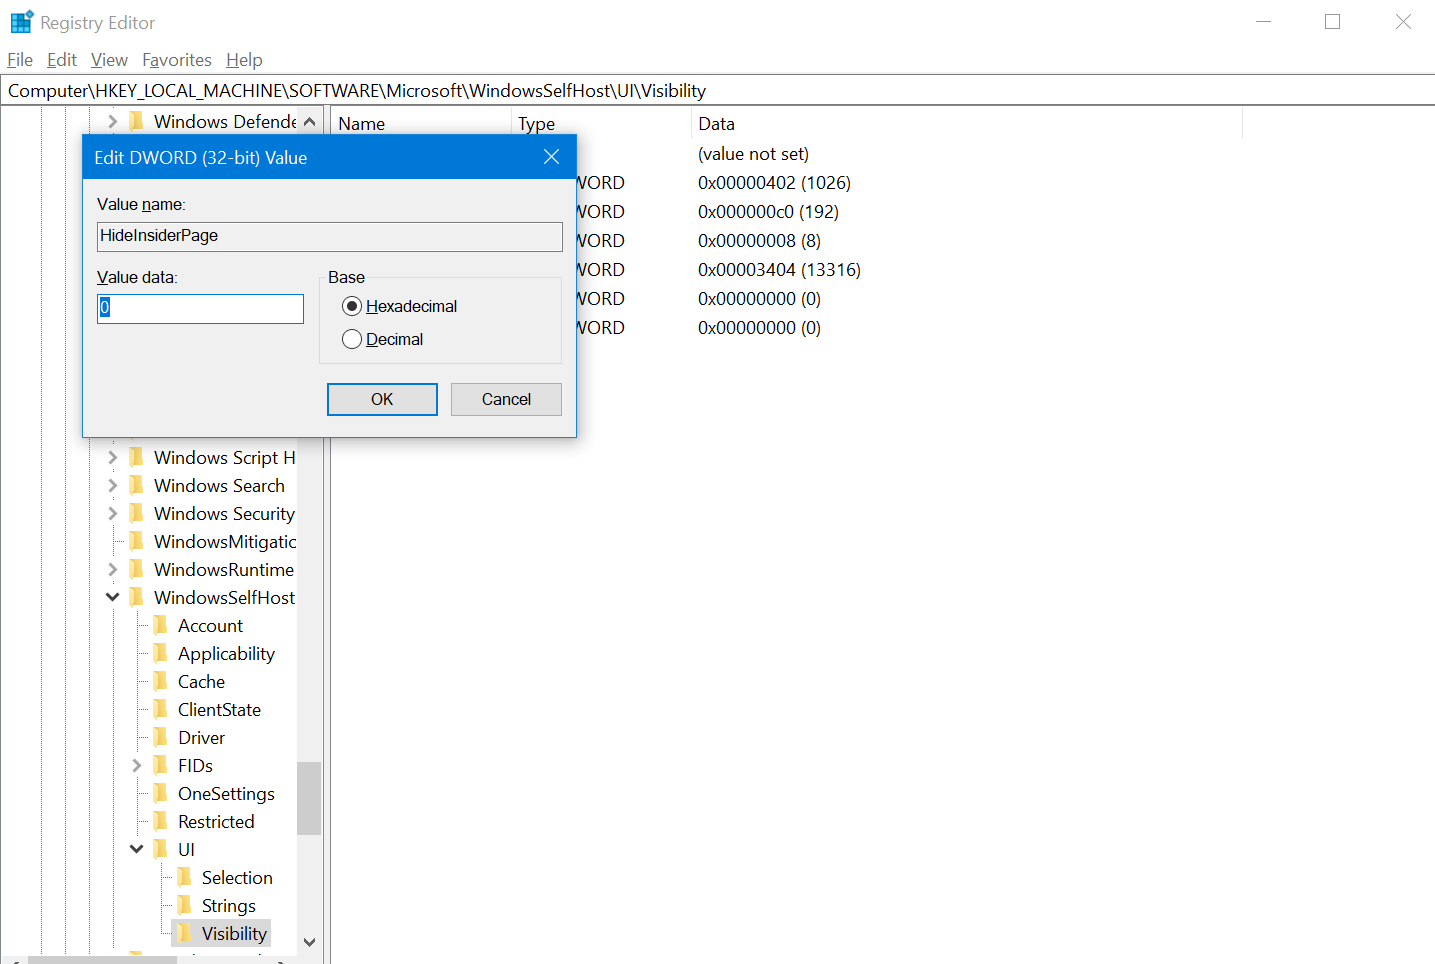 Registry Editor
File Edit View Favorites Help
Computer\HKEY_LOCAL_MACHINE\SOFTWARE\Microsoft\WindowsSelfHost\UI\Visibility
Windows Defende
Name Type Data
(value not set)
WORD 0x00000402 (1026)
WORD 0x000000c0 (192)
WORD 0x00000008 (8)
WORD 0x00003404 (13316)
WORD 0x00000000 (0)
WORD 0x00000000 (0)
Edit DWORD (32-bit) Value
Value name:
HideInsiderPage
Value data:
0
Base
Hexadecimal
Decimal
OK Cancel
Windows Script H
Windows Search
Windows Security
WindowsMitigatic
WindowsRuntime
WindowsSelfHost
Account
Applicability
Cache
ClientState
Driver
FIDs
OneSettings
Restricted
UI
Selection
Strings
Visibility